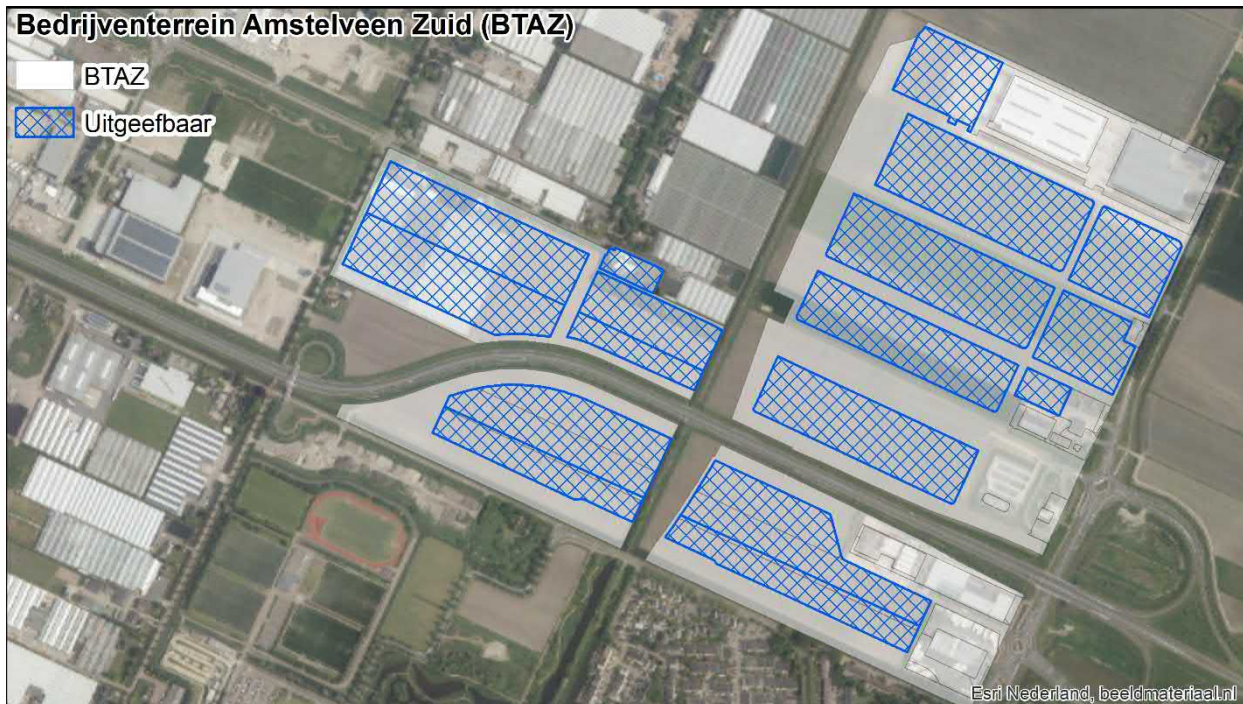 Bedrijventerrein Amstelveen Zuid (BTAZ)
BTAZ
Uitgeefbaar
Esri Nederland, beeldmateriaal.nl